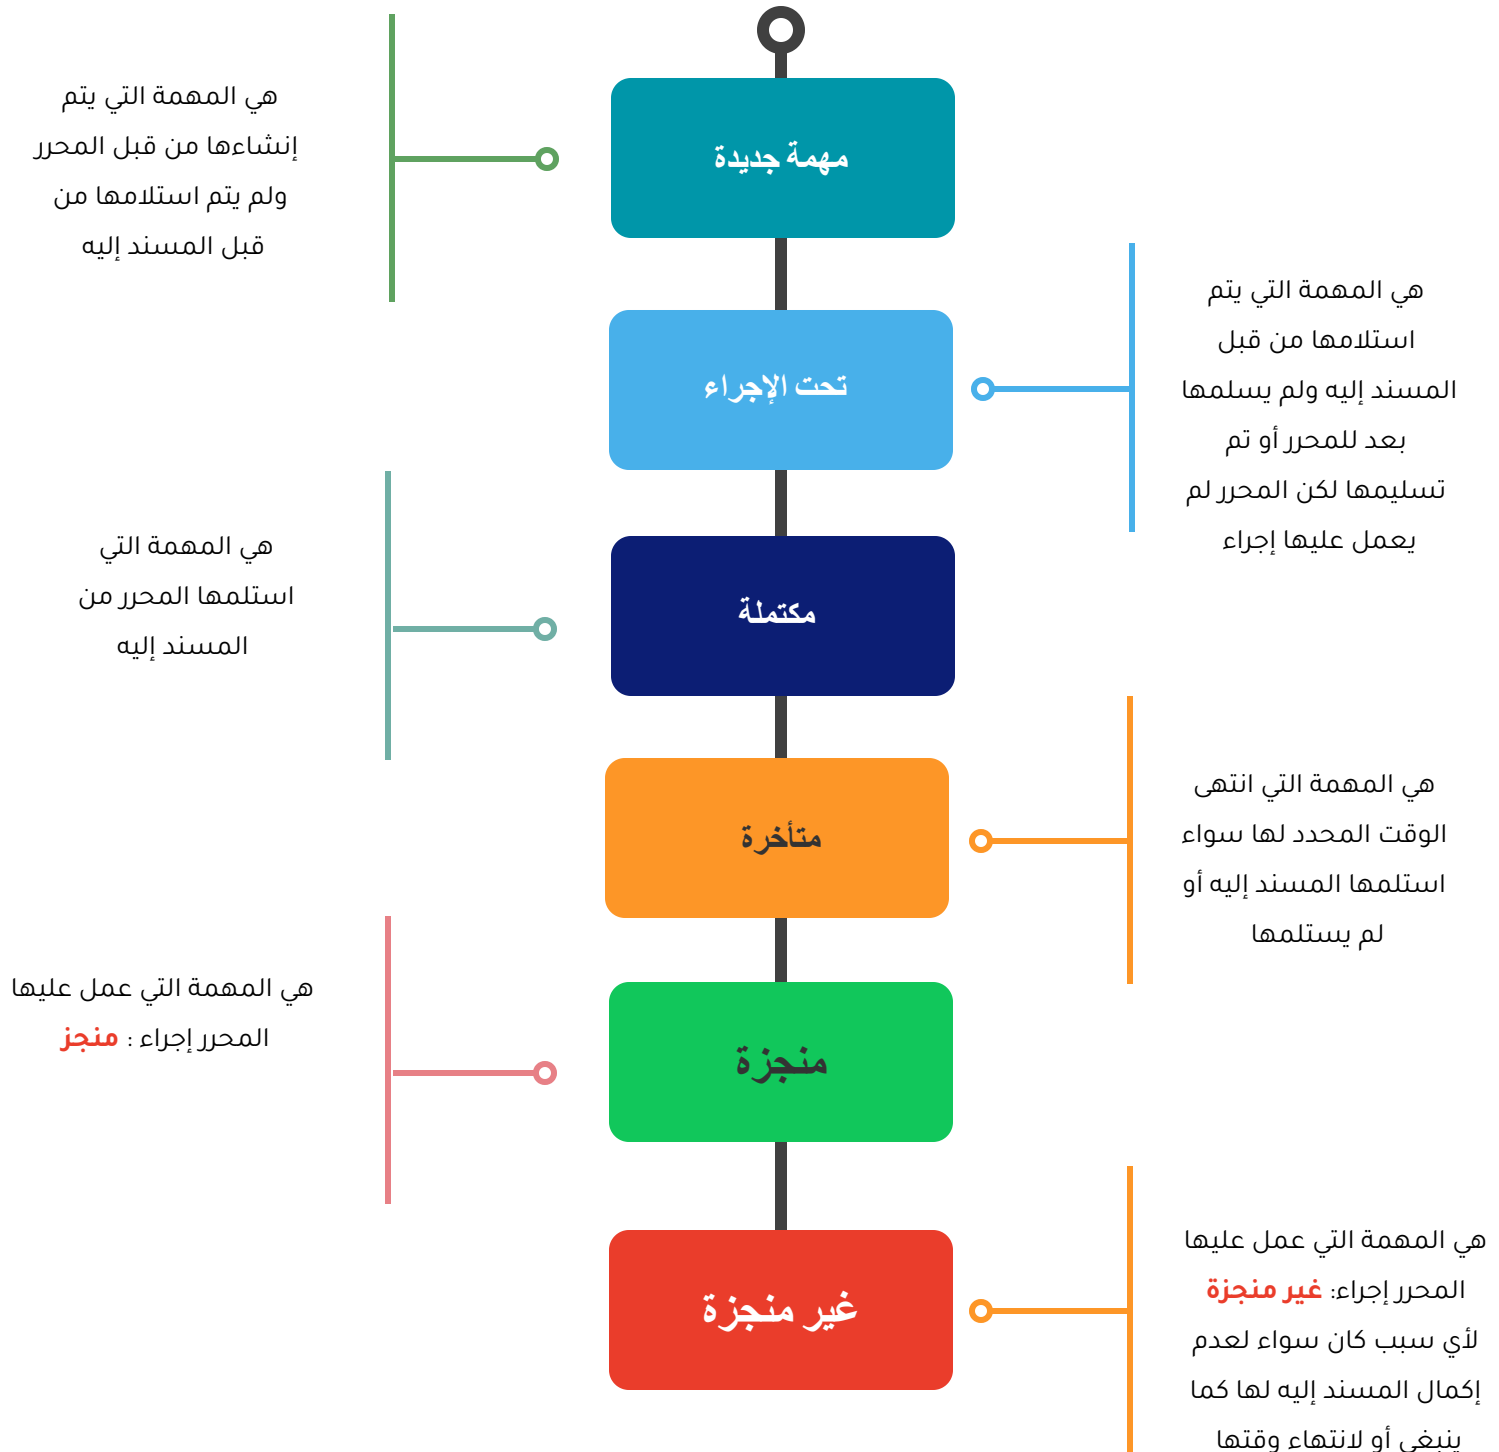 مهمة جديدة
هي المهمة التي يتم
إنشاءها من قبل المحرر
ولم يتم استلامها من
قبل المسند إليه
تحت الإجراء
هي المهمة التي يتم
استلامها من قبل
المسند إليه ولم يسلمها
بعد للمحرر أو تم
تسليمها لكن المحرر لم
يعمل عليها إجراء
مكتملة
هي المهمة التي
استلمها المحرر من
المسند إليه
متأخرة
هي المهمة التي انتهى
الوقت المحدد لها سواء
استلمها المسند إليه أو
لم يستلمها
منجزة
هي المهمة التي عمل عليها
المحرر إجراء : منجز
غير منجزة
هي المهمة التي عمل عليها
المحرر إجراء: غير منجزة
لأي سبب كان سواء لعدم
إكمال المسند إليه لها كما
ينبغي أو لانتهاء وقتها